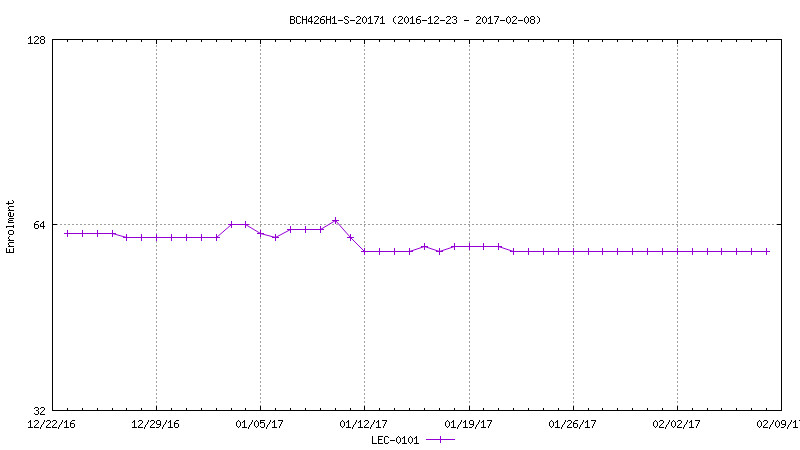 BCH426H1-S-20171 (2016-12-23 - 2017-02-08)
128
64
32
Enrolment
12/22/16 12/29/16 01/05/17 01/12/17 01/19/17 01/26/17 02/02/17 02/09/1
LEC-0101